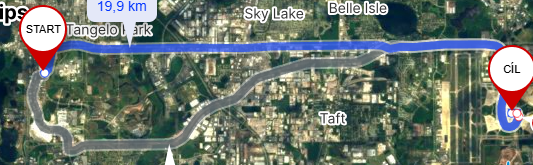 ips
START
Tangelo Park
19,9 km
Sky Lake
Belle Isle
CÍL
Taft